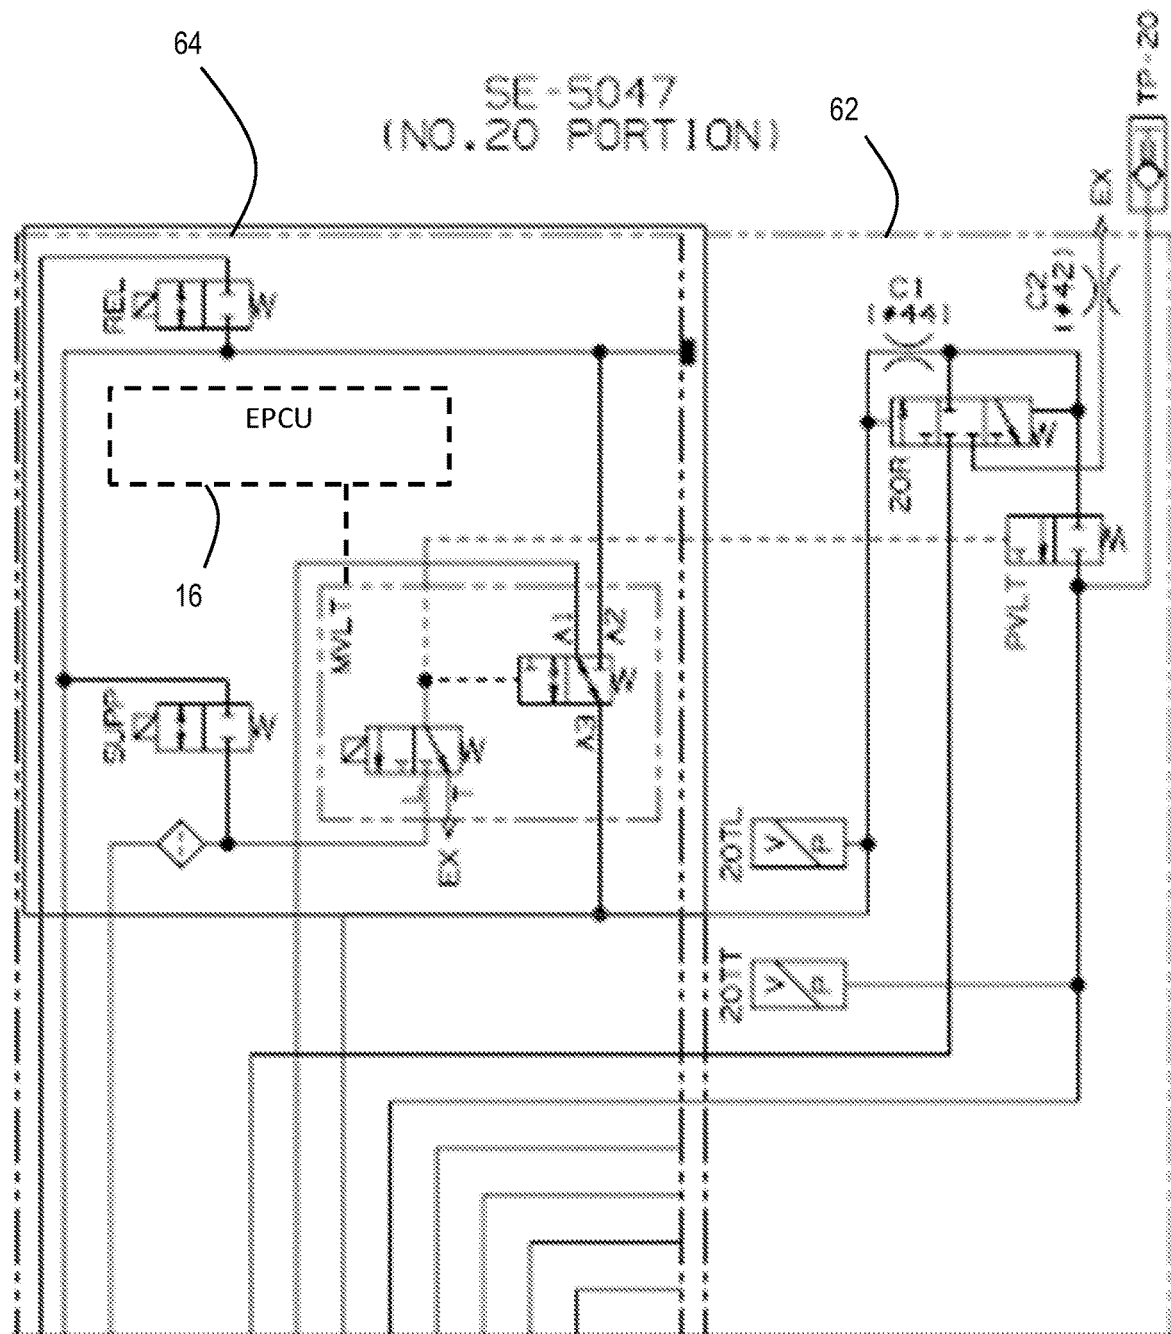 64
SE-5047
(NO.20 PORTION)
62
TP-20
EX
C1
(#44)
C2
(#42)
REL
EPCU
20R
16
MVLT
A1
A2
PVLT
SUPP
A3
EX
20TL
V
P
20TT
V
P